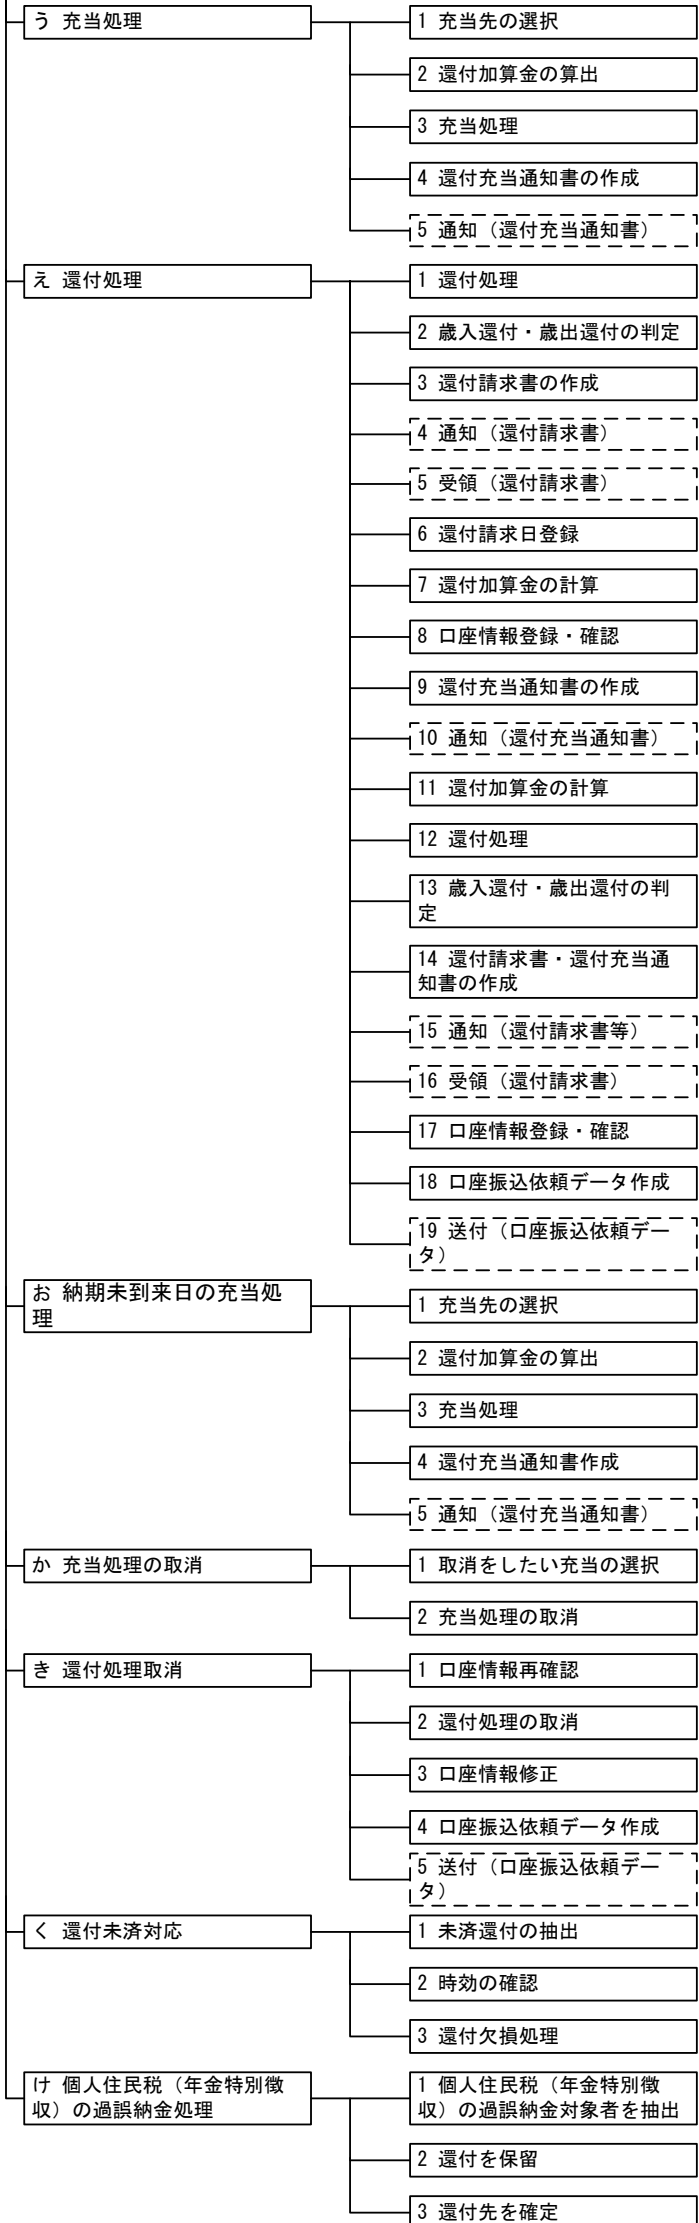 う 充当処理
1 充当先の選択
2 還付加算金の算出
3 充当処理
4 還付充当通知書の作成
5 通知（還付充当通知書）
え 還付処理
1 還付処理
2 歳入還付・歳出還付の判定
3 還付請求書の作成
4 通知（還付請求書）
5 受領（還付請求書）
6 還付請求日登録
7 還付加算金の計算
8 口座情報登録・確認
9 還付充当通知書の作成
10 通知（還付充当通知書）
11 還付加算金の計算
12 還付処理
13 歳入還付・歳出還付の判
定
14 還付請求書・還付充当通
知書の作成
15 通知（還付請求書等）
16 受領（還付請求書）
17 口座情報登録・確認
18 口座振込依頼データ作成
19 送付（口座振込依頼デー
タ）
お 納期未到来日の充当処
理
1 充当先の選択
2 還付加算金の算出
3 充当処理
4 還付充当通知書作成
5 通知（還付充当通知書）
か 充当処理の取消
1 取消をしたい充当の選択
2 充当処理の取消
き 還付処理取消
1 口座情報再確認
2 還付処理の取消
3 口座情報修正
4 口座振込依頼データ作成
5 送付（口座振込依頼デー
タ）
く 還付未済対応
1 未済還付の抽出
2 時効の確認
3 還付欠損処理
け 個人住民税（年金特別徴
収）の過誤納金処理
1 個人住民税（年金特別徴
収）の過誤納金対象者を抽出
2 還付を保留
3 還付先を確定